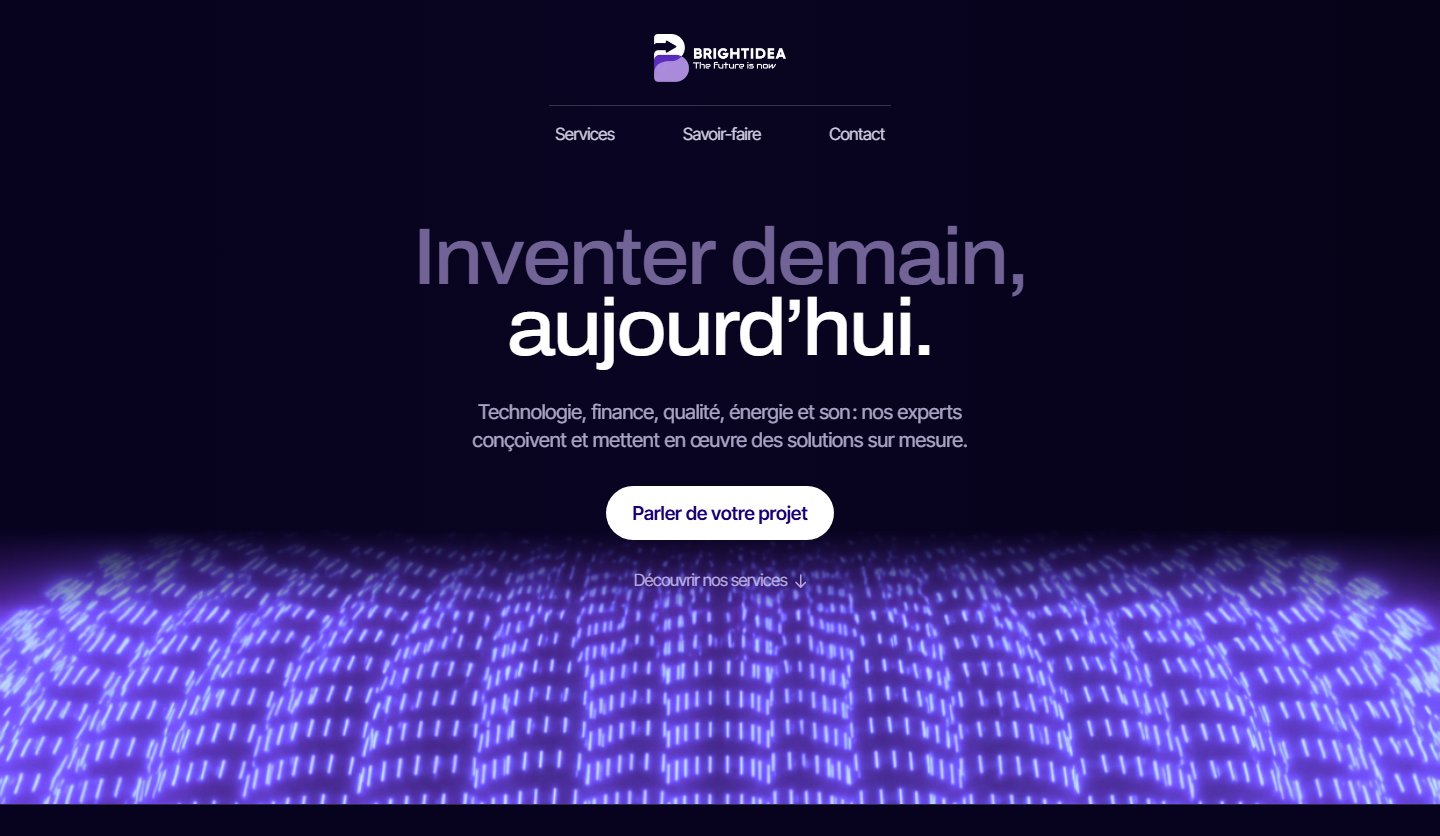 BRIGHTIDEA
The Future is now
Services
Savoir-faire
Contact
Inventer demain,
aujourd’hui.
Technologie, finance, qualité, énergie et son : nos experts
conçoivent et mettent en œuvre des solutions sur mesure.
Parler de votre projet
Découvrir nos services ↓